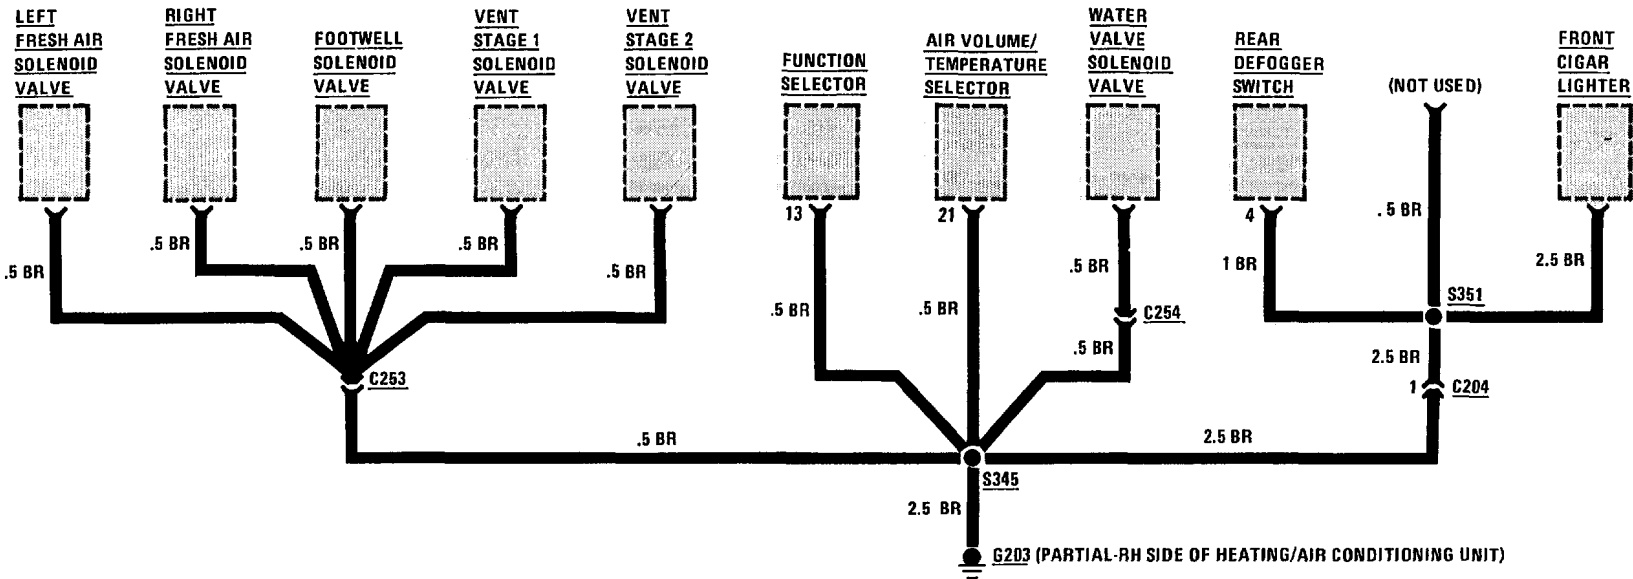 LEFT
FRESH AIR
SOLENOID
VALVE
RIGHT
FRESH AIR
SOLENOID
VALVE
FOOTWELL
SOLENOID
VALVE
VENT
STAGE 1
SOLENOID
VALVE
VENT
STAGE 2
SOLENOID
VALVE
FUNCTION
SELECTOR
AIR VOLUME/
TEMPERATURE
SELECTOR
WATER
VALVE
SOLENOID
VALVE
REAR
DEFOGGER
SWITCH
(NOT USED)
FRONT
CIGAR
LIGHTER
13
21
4
.5 BR
.5 BR
.5 BR
.5 BR
.5 BR
.5 BR
.5 BR
.5 BR
1 BR
.5 BR
2.5 BR
C254
.5 BR
S351
2.5 BR
C253
1
C204
.5 BR
2.5 BR
S345
2.5 BR
G203 (PARTIAL-RH SIDE OF HEATING/AIR CONDITIONING UNIT)